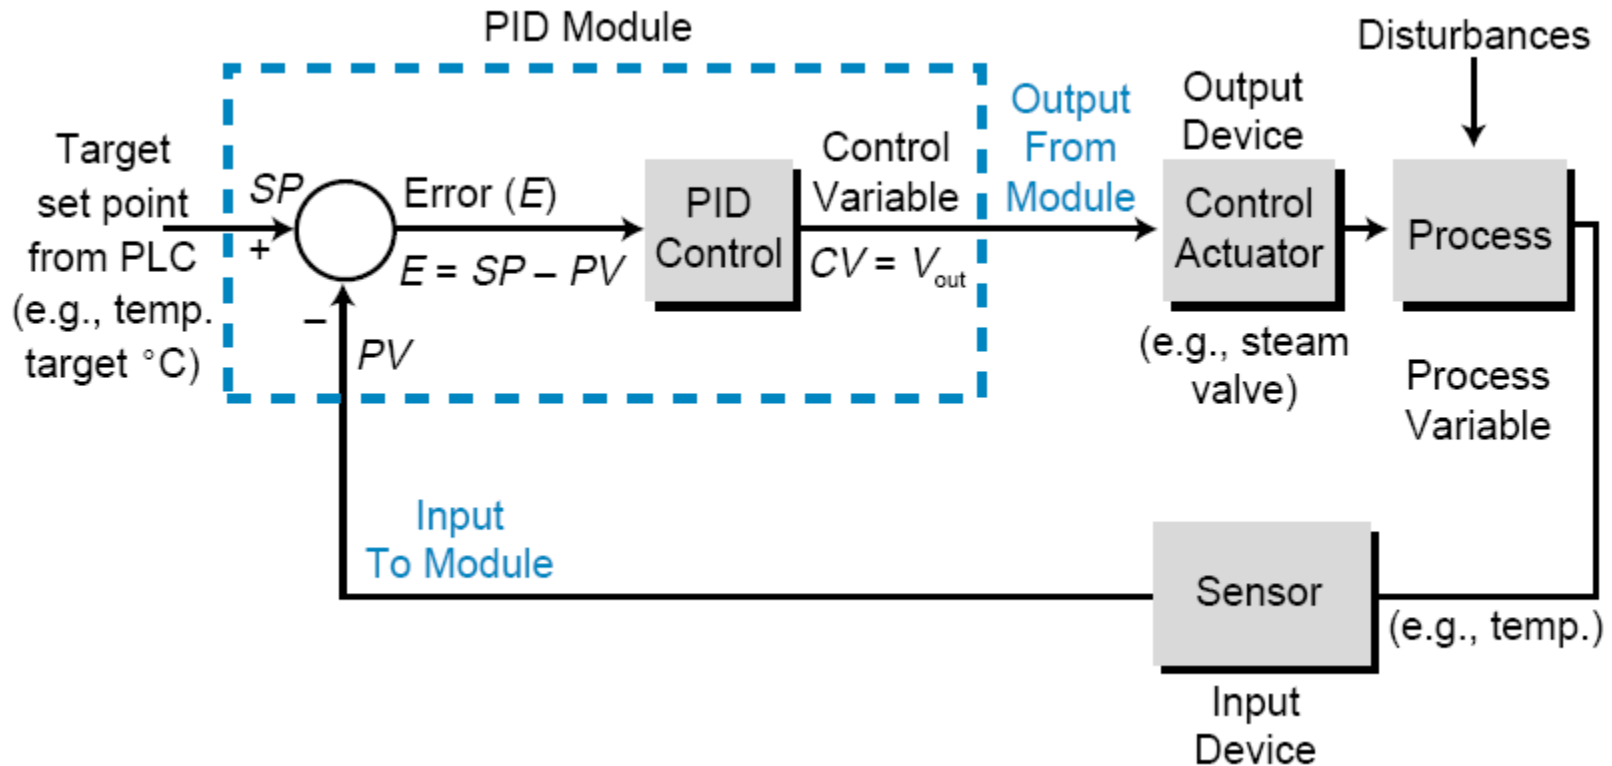 PID Module
Disturbances
Target
set point
from PLC
(e.g., temp.
target °C)
SP
+
–
PV
Error (E)
E = SP – PV
PID
Control
Control
Variable
CV = Vout
Output
From
Module
Output
Device
Control
Actuator
(e.g., steam
valve)
Process
Process
Variable
Input
To Module
Sensor
(e.g., temp.)
Input
Device